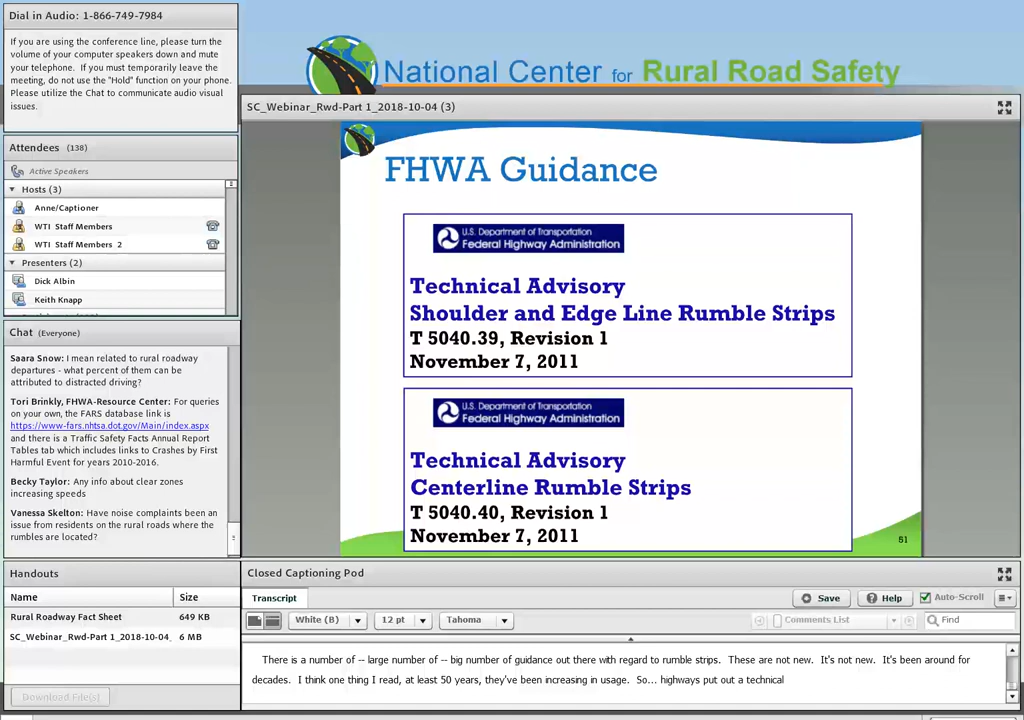 Dial in Audio: 1-866-749-7984
If you are using the conference line, please turn the
volume of your computer speakers down and mute
your telephone. If you must temporarily leave the
meeting, do not use the "Hold" function on your phone.
Please utilize the Chat to communicate audio visual
issues.
National Center for Rural Road Safety
Attendees (138)
Active Speakers
Hosts (3)
Anne/Captioner
WTI Staff Members
WTI Staff Members 2
Presenters (2)
Dick Albin
Keith Knapp
Chat (Everyone)
Saara Snow: I mean related to rural roadway
departures - what percent of them can be
attributed to distracted driving?
Tori Brinkly, FHWA-Resource Center: For queries
on your own, the FARS database link is
https://www-fars.nhtsa.dot.gov/Main/index.aspx
and there is a Traffic Safety Facts Annual Report
Tables tab which includes links to Crashes by First
Harmful Event for years 2010-2016.
Becky Taylor: Any info about clear zones
increasing speeds
Vanessa Skelton: Have noise complaints been an
issue from residents on the rural roads where the
rumbles are located?
Handouts
Name Size
Rural Roadway Fact Sheet 649 KB
SC_Webinar_Rwd-Part 1_2018-10-04_ 6 MB
Download File(s)
SC_Webinar_Rwd-Part 1_2018-10-04 (3)
FHWA Guidance
U.S. Department of Transportation
Federal Highway Administration
Technical Advisory
Shoulder and Edge Line Rumble Strips
T 5040.39, Revision 1
November 7, 2011
U.S. Department of Transportation
Federal Highway Administration
Technical Advisory
Centerline Rumble Strips
T 5040.40, Revision 1
November 7, 2011
51
Closed Captioning Pod
Transcript
Save
Help
Auto-Scroll
White (B)
12 pt
Tahoma
Comments List
Find
There is a number of -- large number of -- big number of guidance out there with regard to rumble strips. These are not new. It's not new. It's been around for
decades. I think one thing I read, at least 50 years, they've been increasing in usage. So... highways put out a technical